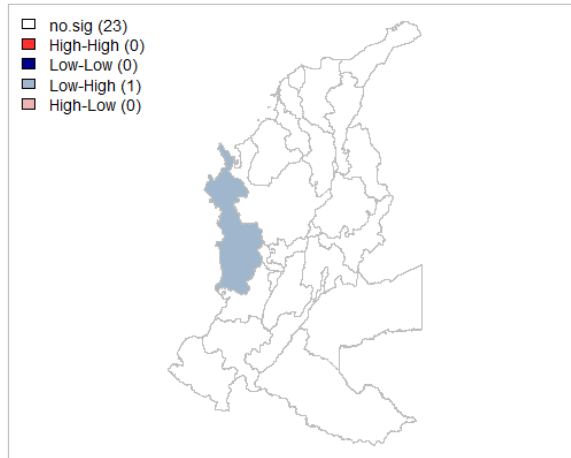 no.sig (23)
High-High (0)
Low-Low (0)
Low-High (1)
High-Low (0)